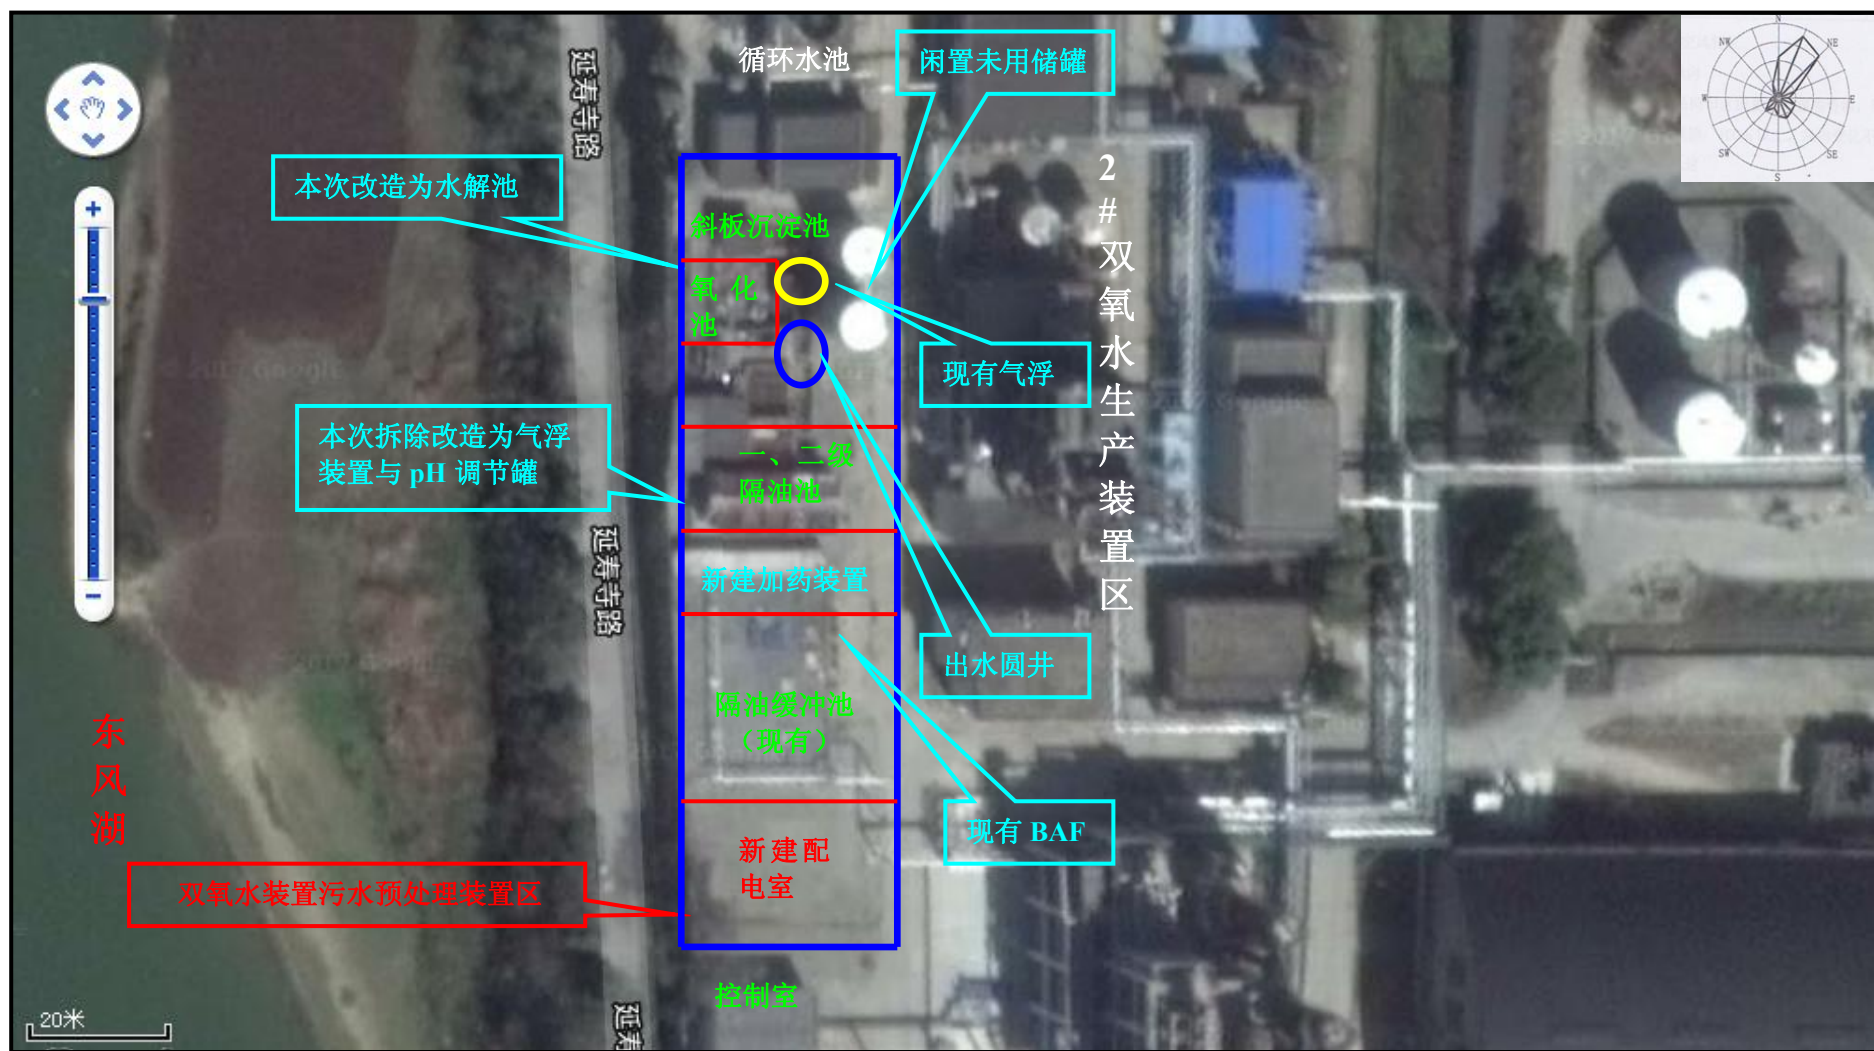 循环水池
闲置未用储罐
N
NE
E
SE
S
SW
W
NW
延寿寺路
2#双氧水生产装置区
本次改造为水解池
斜板沉淀池
氧 化
池
现有气浮
本次拆除改造为气浮
装置与 pH 调节罐
一、二级
隔油池
延寿寺路
新建加药装置
出水圆井
隔油缓冲池
（现有）
东风湖
现有 BAF
新 建 配
电室
双氧水装置污水预处理装置区
控制室
延寿
20米